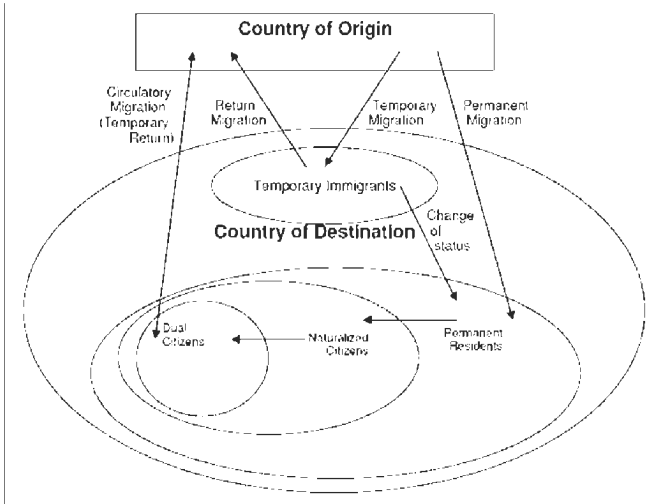 Country of Origin
Circulatory
Migration
(Temporary
Return)
Return
Migration
Temporary
Migration
Permanent
Migration
Temporary Immigrants
Change
of
status
Country of Destination
Dual
Citizens
Naturalized
Citizens
Permanent
Residents